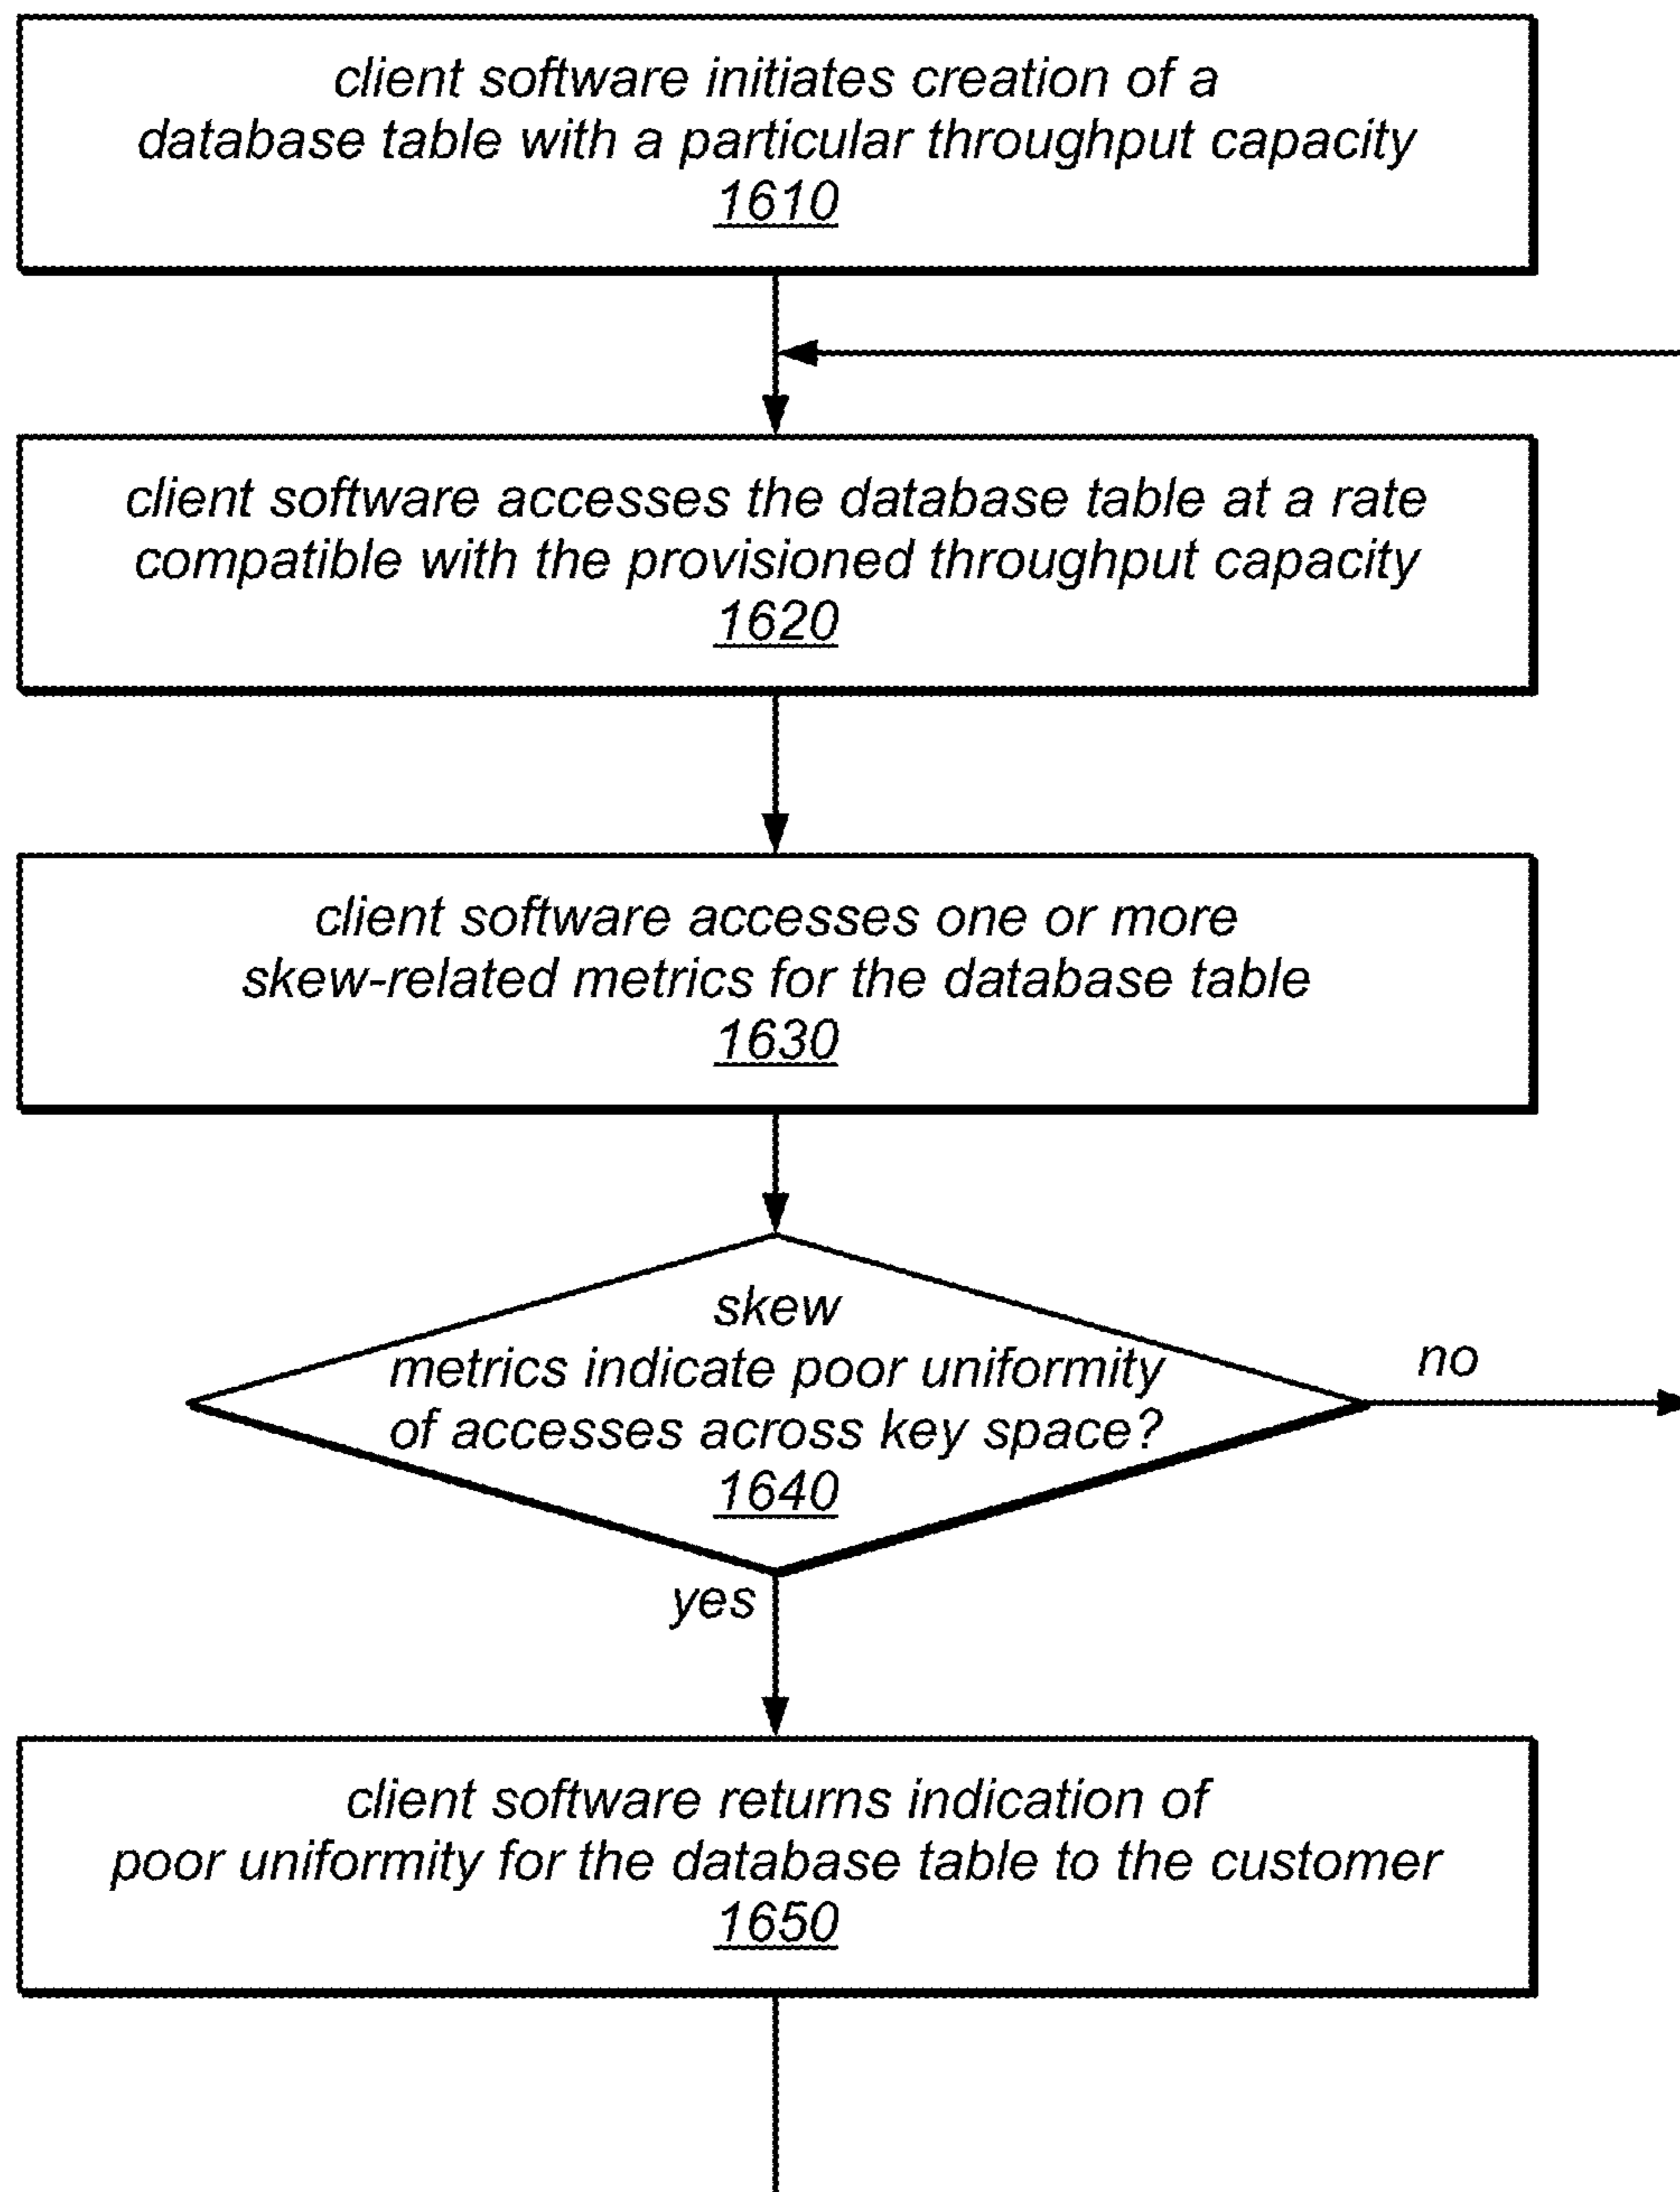 client software initiates creation of a
database table with a particular throughput capacity
1610
client software accesses the database table at a rate
compatible with the provisioned throughput capacity
1620
client software accesses one or more
skew-related metrics for the database table
1630
skew
metrics indicate poor uniformity
of accesses across key space?
1640
no
yes
client software returns indication of
poor uniformity for the database table to the customer
1650